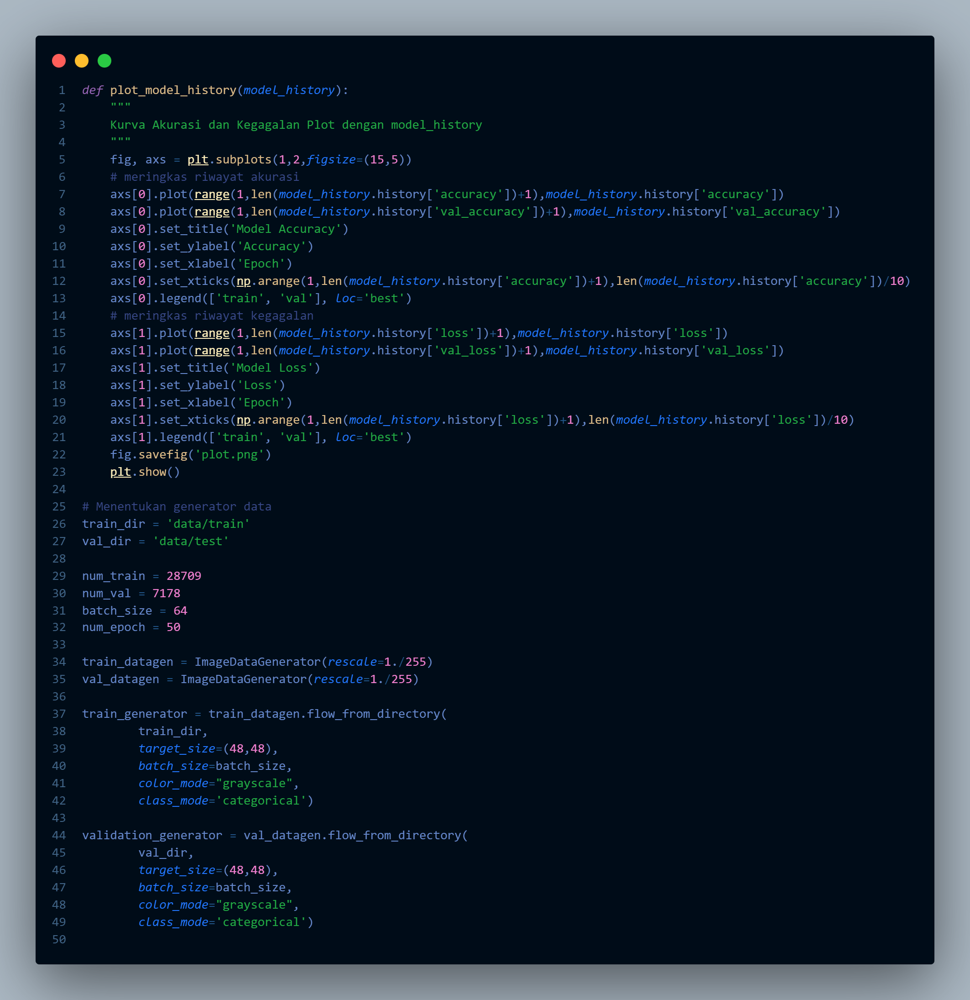 1 def plot_model_history(model_history):
2     """
3     Kurva Akurasi dan Kegagalan Plot dengan model_history
4     """
5     fig, axs = plt.subplots(1,2,figsize=(15,5))
6     # meringkas riwayat akurasi
7     axs[0].plot(range(1,len(model_history.history['accuracy'])+1),model_history.history['accuracy'])
8     axs[0].plot(range(1,len(model_history.history['val_accuracy'])+1),model_history.history['val_accuracy'])
9     axs[0].set_title('Model Accuracy')
10     axs[0].set_ylabel('Accuracy')
11     axs[0].set_xlabel('Epoch')
12     axs[0].set_xticks(np.arange(1,len(model_history.history['accuracy'])+1),len(model_history.history['accuracy'])/10)
13     axs[0].legend(['train', 'val'], loc='best')
14     # meringkas riwayat kegagalan
15     axs[1].plot(range(1,len(model_history.history['loss'])+1),model_history.history['loss'])
16     axs[1].plot(range(1,len(model_history.history['val_loss'])+1),model_history.history['val_loss'])
17     axs[1].set_title('Model Loss')
18     axs[1].set_ylabel('Loss')
19     axs[1].set_xlabel('Epoch')
20     axs[1].set_xticks(np.arange(1,len(model_history.history['loss'])+1),len(model_history.history['loss'])/10)
21     axs[1].legend(['train', 'val'], loc='best')
22     fig.savefig('plot.png')
23     plt.show()
24
25 # Menentukan generator data
26 train_dir = 'data/train'
27 val_dir = 'data/test'
28
29 num_train = 28709
30 num_val = 7178
31 batch_size = 64
32 num_epoch = 50
33
34 train_datagen = ImageDataGenerator(rescale=1./255)
35 val_datagen = ImageDataGenerator(rescale=1./255)
36
37 train_generator = train_datagen.flow_from_directory(
38         train_dir,
39         target_size=(48,48),
40         batch_size=batch_size,
41         color_mode="grayscale",
42         class_mode='categorical')
43
44 validation_generator = val_datagen.flow_from_directory(
45         val_dir,
46         target_size=(48,48),
47         batch_size=batch_size,
48         color_mode="grayscale",
49         class_mode='categorical')
50